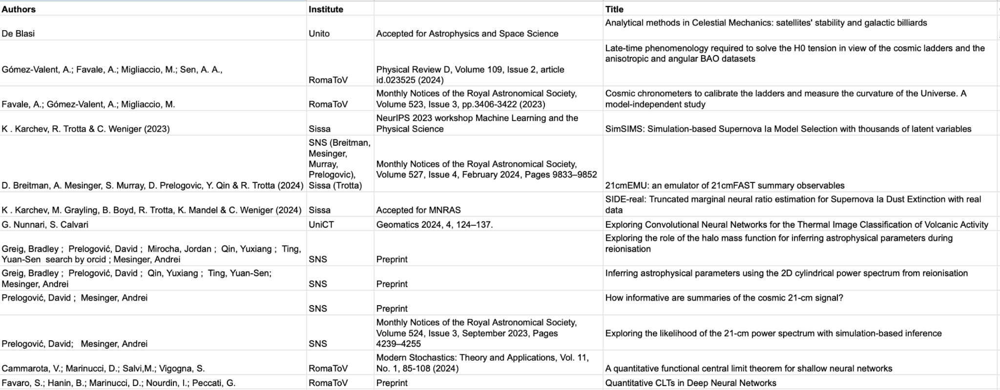 Authors Institute Title
Analytical methods in Celestial Mechanics: satellites' stability and galactic billiards
De Blasi Unito Accepted for Astrophysics and Space Science
Late-time phenomenology required to solve the H0 tension in view of the cosmic ladders and the
anisotropic and angular BAO datasets
Gómez-Valent, A.; Favale, A.; Migliaccio, M.; Sen, A. A.,
RomaToV
Physical Review D, Volume 109, Issue 2, article
id.023525 (2024)
Favale, A.; Gómez-Valent, A.; Migliaccio, M.
RomaToV
Monthly Notices of the Royal Astronomical Society,
Volume 523, Issue 3, pp.3406-3422 (2023)
Cosmic chronometers to calibrate the ladders and measure the curvature of the Universe. A
model-independent study
K . Karchev, R. Trotta & C. Weniger (2023)
Sissa
NeurIPS 2023 workshop Machine Learning and the
Physical Science
SimSIMS: Simulation-based Supernova Ia Model Selection with thousands of latent variables
D. Breitman, A. Mesinger, S. Murray, D. Prelogovic, Y. Qin & R. Trotta (2024)
SNS (Breitman,
Mesinger,
Murray,
Prelogovic),
Sissa (Trotta)
Monthly Notices of the Royal Astronomical Society,
Volume 527, Issue 4, February 2024, Pages 9833–9852
21cmEMU: an emulator of 21cmFAST summary observables
K . Karchev, M. Grayling, B. Boyd, R. Trotta, K. Mandel & C. Weniger (2024)
Sissa
Accepted for MNRAS
SIDE-real: Truncated marginal neural ratio estimation for Supernova Ia Dust Extinction with real
data
G. Nunnari, S. Calvari
UniCT
Geomatics 2024, 4, 124–137.
Exploring Convolutional Neural Networks for the Thermal Image Classification of Volcanic Activity
Greig, Bradley ; Prelogović, David ; Mirocha, Jordan ; Qin, Yuxiang ; Ting,
Yuan-Sen search by orcid ; Mesinger, Andrei
SNS
Preprint
Exploring the role of the halo mass function for inferring astrophysical parameters during
reionisation
Greig, Bradley ; Prelogović, David ; Qin, Yuxiang ; Ting, Yuan-Sen;
Mesinger, Andrei
SNS
Preprint
Inferring astrophysical parameters using the 2D cylindrical power spectrum from reionisation
Prelogović, David ; Mesinger, Andrei
SNS
Preprint
How informative are summaries of the cosmic 21-cm signal?
Prelogović, David; Mesinger, Andrei
SNS
Monthly Notices of the Royal Astronomical Society,
Volume 524, Issue 3, September 2023, Pages
4239–4255
Exploring the likelihood of the 21-cm power spectrum with simulation-based inference
Cammarota, V.; Marinucci, D.; Salvi,M.; Vigogna, S.
RomaToV
Modern Stochastics: Theory and Applications, Vol. 11,
No. 1, 85-108 (2024)
A quantitative functional central limit theorem for shallow neural networks
Favaro, S.; Hanin, B.; Marinucci, D.; Nourdin, I.; Peccati, G.
RomaToV
Preprint
Quantitative CLTs in Deep Neural Networks